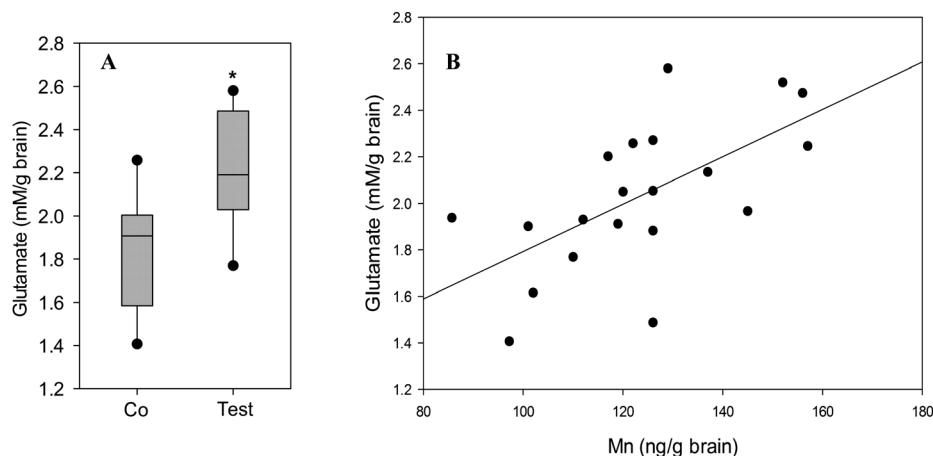 A
*
Glutamate (mM/g brain)
2.8
2.6
2.4
2.2
2.0
1.8
1.6
1.4
1.2
Co Test
B
Glutamate (mM/g brain)
2.8
2.6
2.4
2.2
2.0
1.8
1.6
1.4
1.2
80 100 120 140 160 180
Mn (ng/g brain)